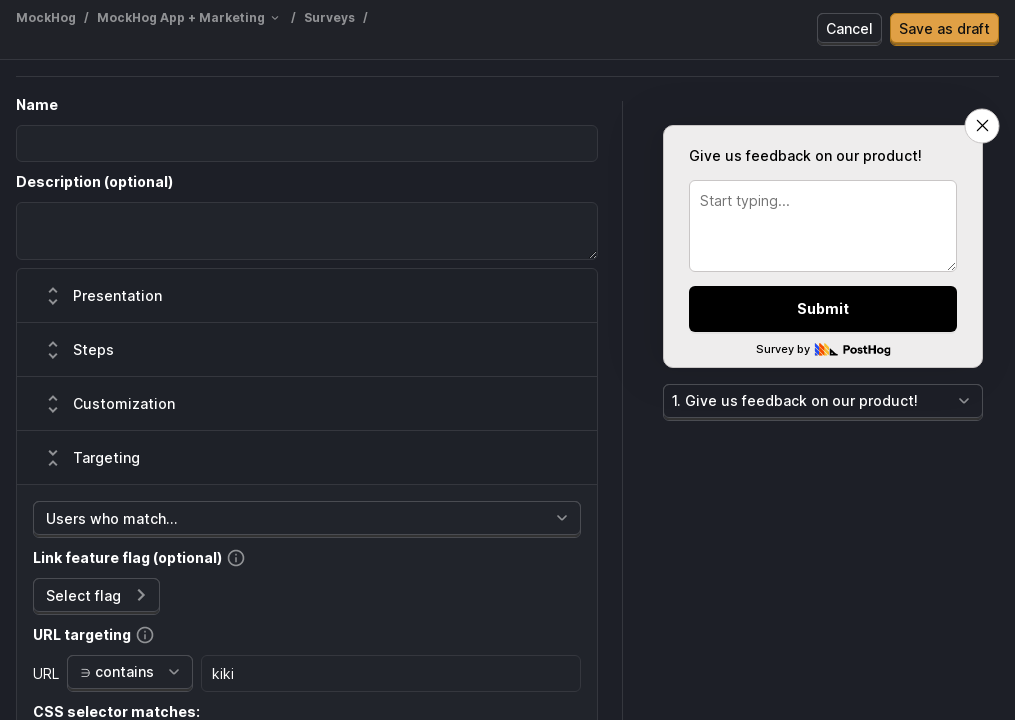 MockHog / MockHog App + Marketing / Surveys /
Cancel
Save as draft
Name
Description (optional)
Presentation
Steps
Customization
Targeting
Users who match...
Link feature flag (optional)
Select flag
URL targeting
URL ∋ contains kiki
CSS selector matches:
Give us feedback on our product!
Start typing...
Submit
Survey by PostHog
1. Give us feedback on our product!